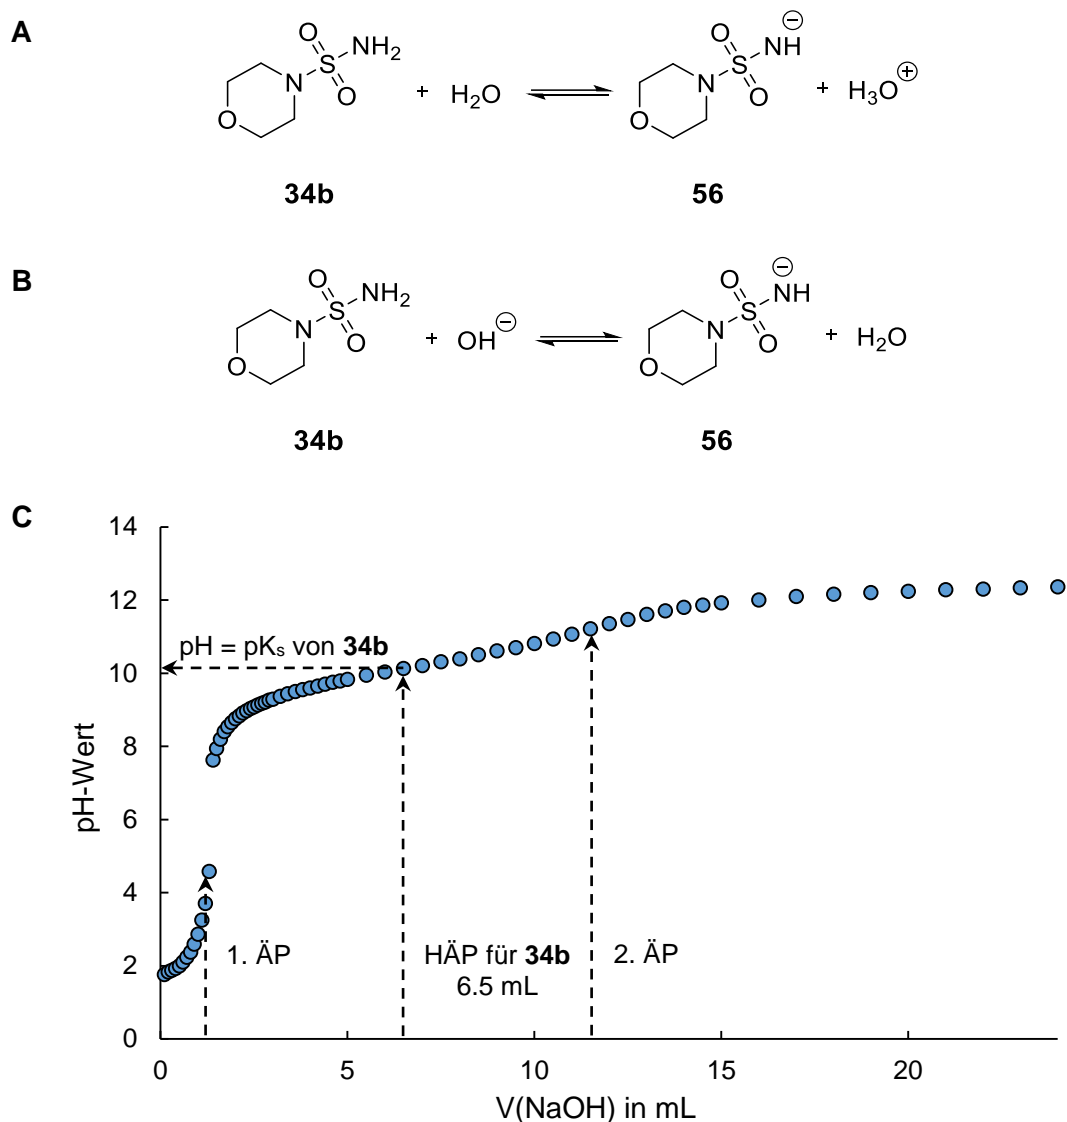 A
O
S
NH2
N
O
O
+ H2O
O
S
NH
⊖
N
O
O
+ H3O⊕
34b
56
B
O
S
NH2
N
O
O
+ OH⊖
O
S
NH
⊖
N
O
O
+ H2O
34b
56
C
14
12
10
8
6
4
2
0
pH-Wert
pH = pKs von 34b
1. ÄP
HÄP für 34b
6.5 mL
2. ÄP
0 5 10 15 20
V(NaOH) in mL